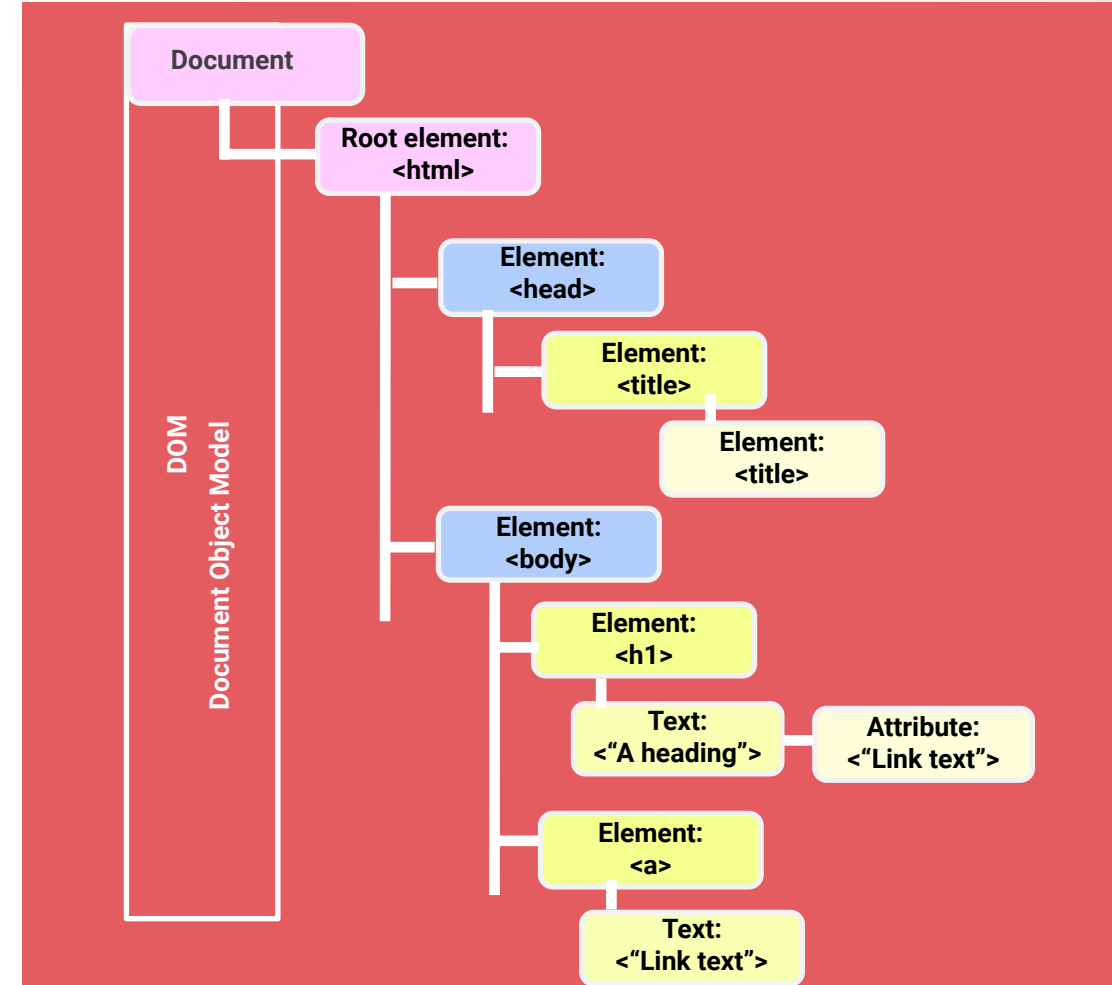 Document
Root element:
<html>
Element:
<head>
Element:
<title>
Element:
<title>
DOM
Document Object Model
Element:
<body>
Element:
<h1>
Text:
<“A heading”>
Attribute:
<“Link text”>
Element:
<a>
Text:
<“Link text”>